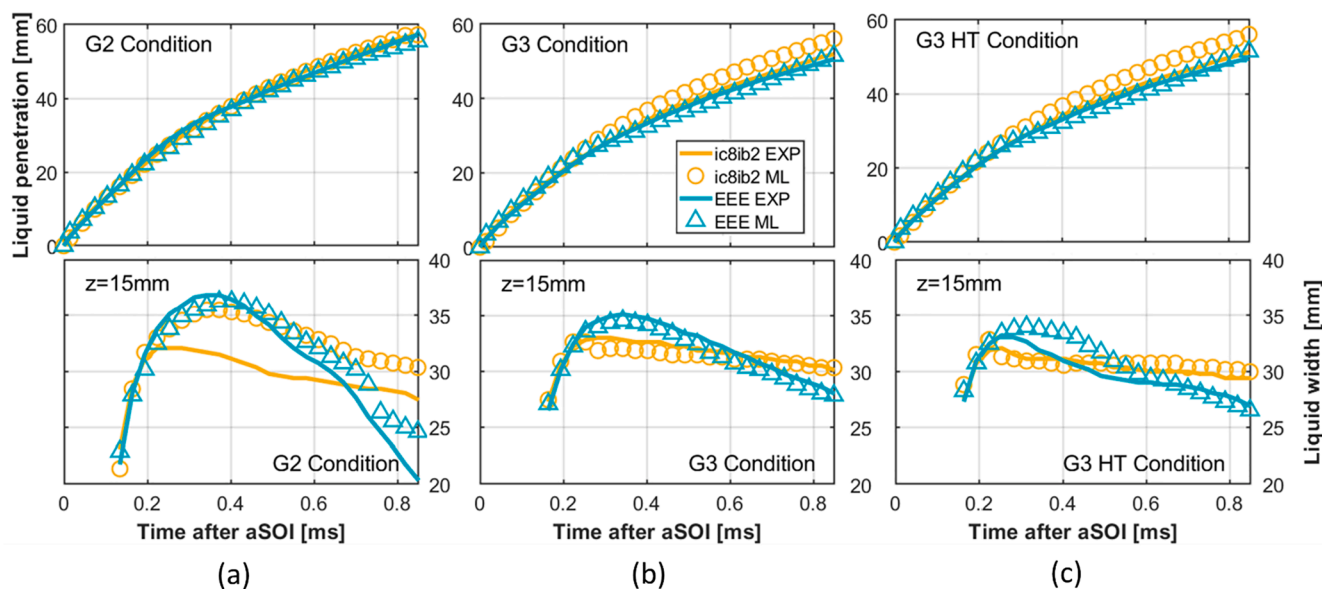 Liquid penetration [mm]
60
40
20
0
G2 Condition
60
40
20
0
G3 Condition
ic8ib2 EXP
ic8ib2 ML
EEE EXP
EEE ML
60
40
20
0
G3 HT Condition
z=15mm
G2 Condition
40
35
30
25
20
0 0.2 0.4 0.6 0.8
Time after aSOI [ms]
z=15mm
G3 Condition
40
35
30
25
20
0 0.2 0.4 0.6 0.8
Time after aSOI [ms]
z=15mm
G3 HT Condition
40
35
30
25
20
Liquid width [mm]
0 0.2 0.4 0.6 0.8
Time after aSOI [ms]
(a) (b) (c)